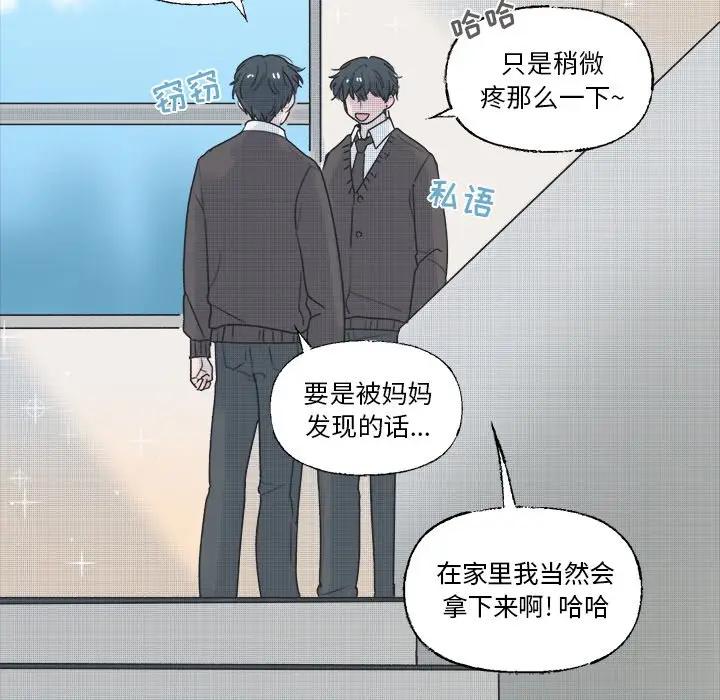 哈哈
只是稍微
疼那么一下~
窃窃
私语
要是被妈妈
发现的话...
在家里我当然会
拿下来啊!哈哈